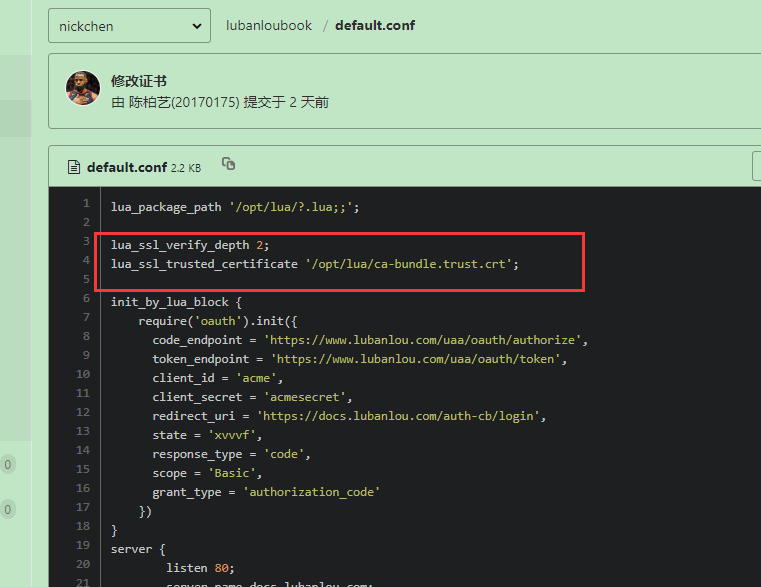 nickchen
lubanloubook / default.conf
修改证书
由 陈柏艺(20170175) 提交于 2 天前
default.conf 2.2 KB
1 lua_package_path '/opt/lua/?.lua;;';
2
3 lua_ssl_verify_depth 2;
4 lua_ssl_trusted_certificate '/opt/lua/ca-bundle.trust.crt';
5
6 init_by_lua_block {
7 require('oauth').init({
8 code_endpoint = 'https://www.lubanlou.com/uaa/oauth/authorize',
9 token_endpoint = 'https://www.lubanlou.com/uaa/oauth/token',
10 client_id = 'acme',
11 client_secret = 'acmesecret',
12 redirect_uri = 'https://docs.lubanlou.com/auth-cb/login',
13 state = 'xvvvf',
14 response_type = 'code',
15 scope = 'Basic',
16 grant_type = 'authorization_code'
17 })
18 }
19 server {
20 listen 80;
21 server_name docs.lubanlou.com;
0
0